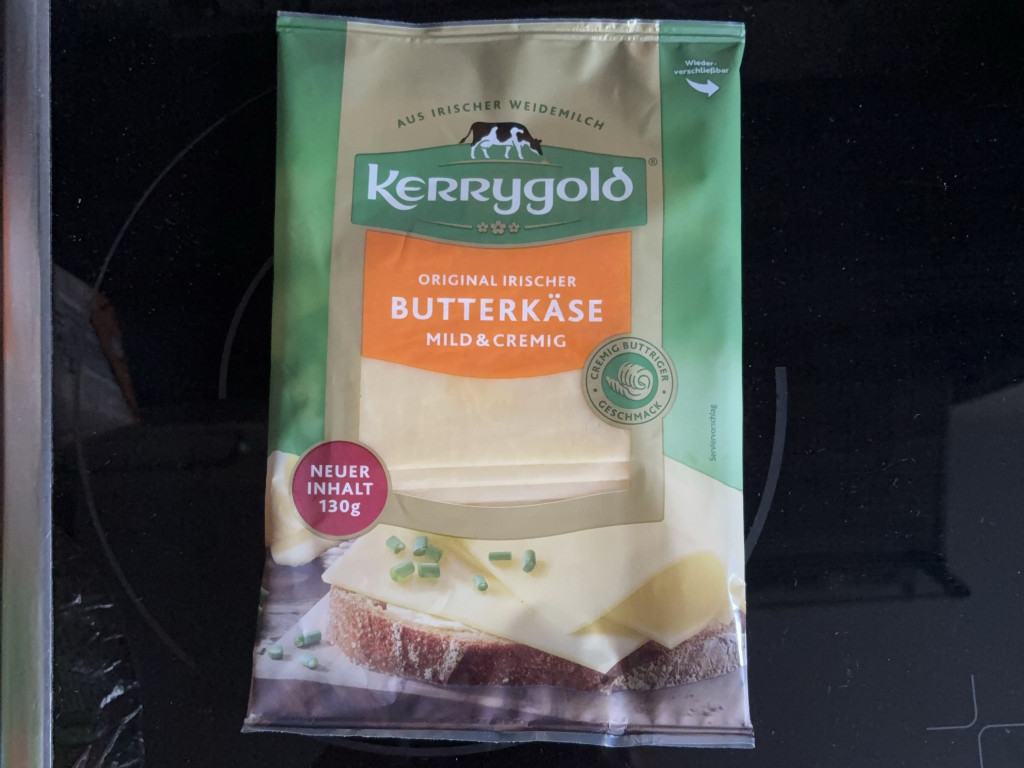 Wieder-
verschließbar
AUS IRISCHER WEIDEMILCH
Kerrygold®
ORIGINAL IRISCHER
BUTTERKÄSE
MILD & CREMIG
CREMIG BUTTRIGER
GESCHMACK
Serviervorschlag
NEUER
INHALT
130g